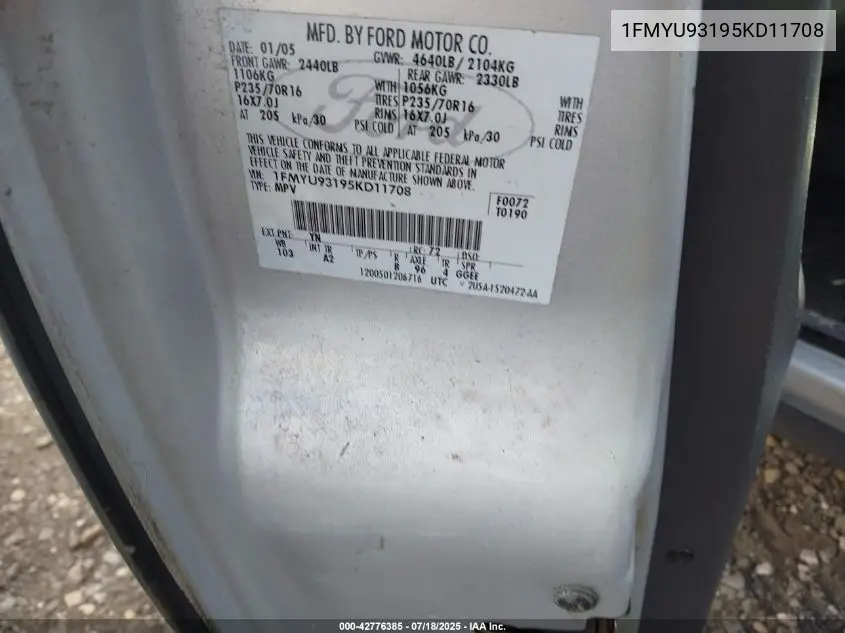 1FMYU93195KD11708
MFD. BY FORD MOTOR CO.
DATE: 01/05 GVWR: 4640LB/ 2104KG
FRONT GAWR: 2440LB REAR GAWR: 2330LB
1106KG WITH 1056KG WITH
P235/70R16 TIRES P235/70R16 TIRES
16X7.0J RIMS 16X7.0J RIMS
AT 205 kPa/30 PSI COLD AT 205 kPa/30 PSI COLD
Ford
THIS VEHICLE CONFORMS TO ALL APPLICABLE FEDERAL MOTOR
VEHICLE SAFETY AND THEFT PREVENTION STANDARDS IN
EFFECT ON THE DATE OF MANUFACTURE SHOWN ABOVE.
VIN: 1FMYU93195KD11708
TYPE: MPV
F0072
T0190
EXT PNT: YN RC: 72 DSO:
WB INT TR TP/PS R AXLE TR SPR
103 A2 B 96 4 GGEE
1200501206716 UTC
2U5A-1520472-AA
000-42776385 - 07/18/2025 - IAA Inc.